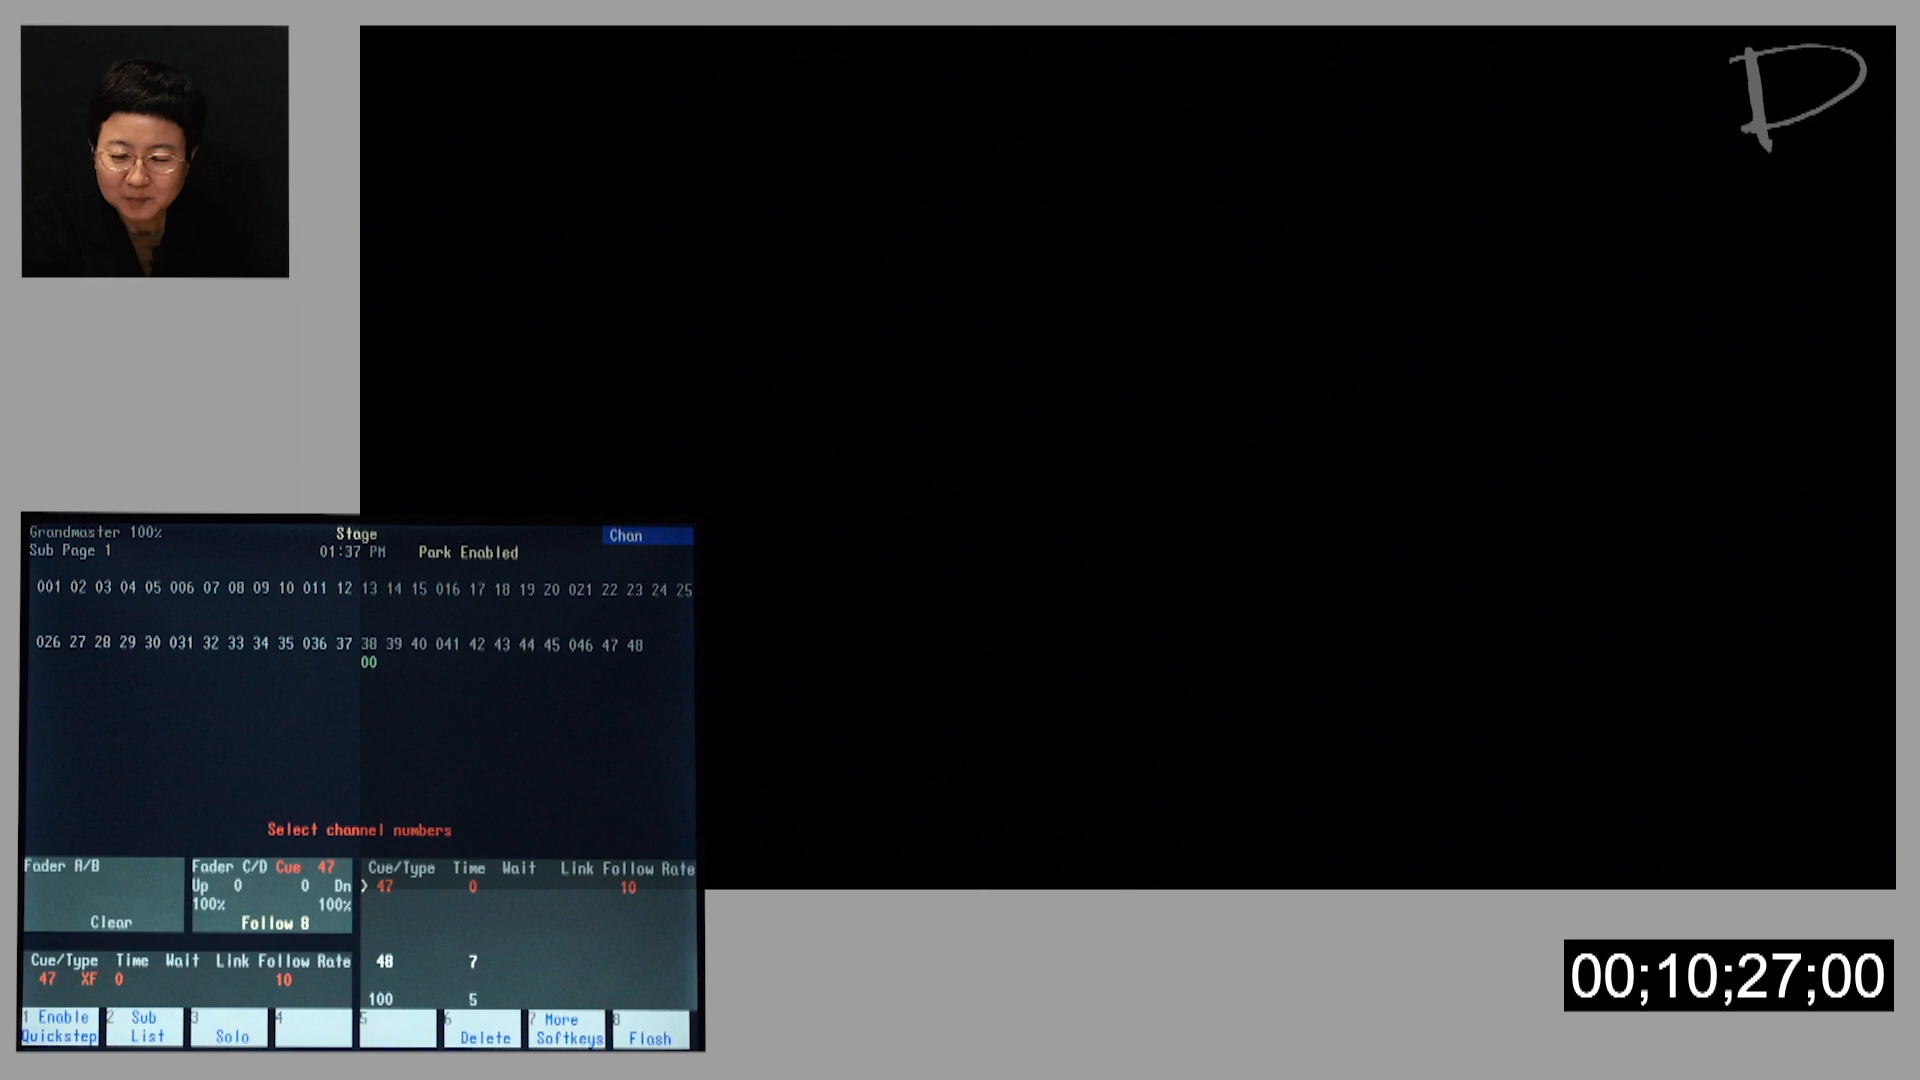 D
Grandmaster 100%
Stage
Chan
Sub Page 1
01:37 PM
Park Enabled
001 02 03 04 05 006 07 08 09 10 011 12 13 14 15 016 17 18 19 20 021 22 23 24 25
026 27 28 29 30 031 32 33 34 35 036 37 38 39 40 041 42 43 44 45 046 47 48
00
Select channel numbers
Fader A/B
Clear
Fader C/D Cue 47
Up 0 0 Dn
100% 100%
Follow 8
Cue/Type Time Wait Link Follow Rate
47 XF 0 10
Cue/Type Time Wait Link Follow Rate
> 47 0 10
48 7
100 5
1 Enable Quickstep
2 Sub List
3 Solo
4
5
6 Delete
7 More Softkeys
8 Flash
00;10;27;00